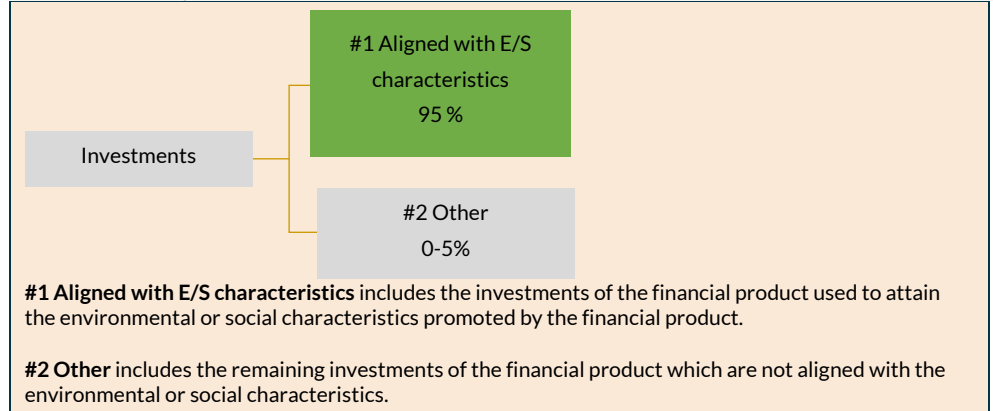 #1 Aligned with E/S
characteristics
95 %
Investments
#2 Other
0-5%
#1 Aligned with E/S characteristics includes the investments of the financial product used to attain
the environmental or social characteristics promoted by the financial product.
#2 Other includes the remaining investments of the financial product which are not aligned with the
environmental or social characteristics.